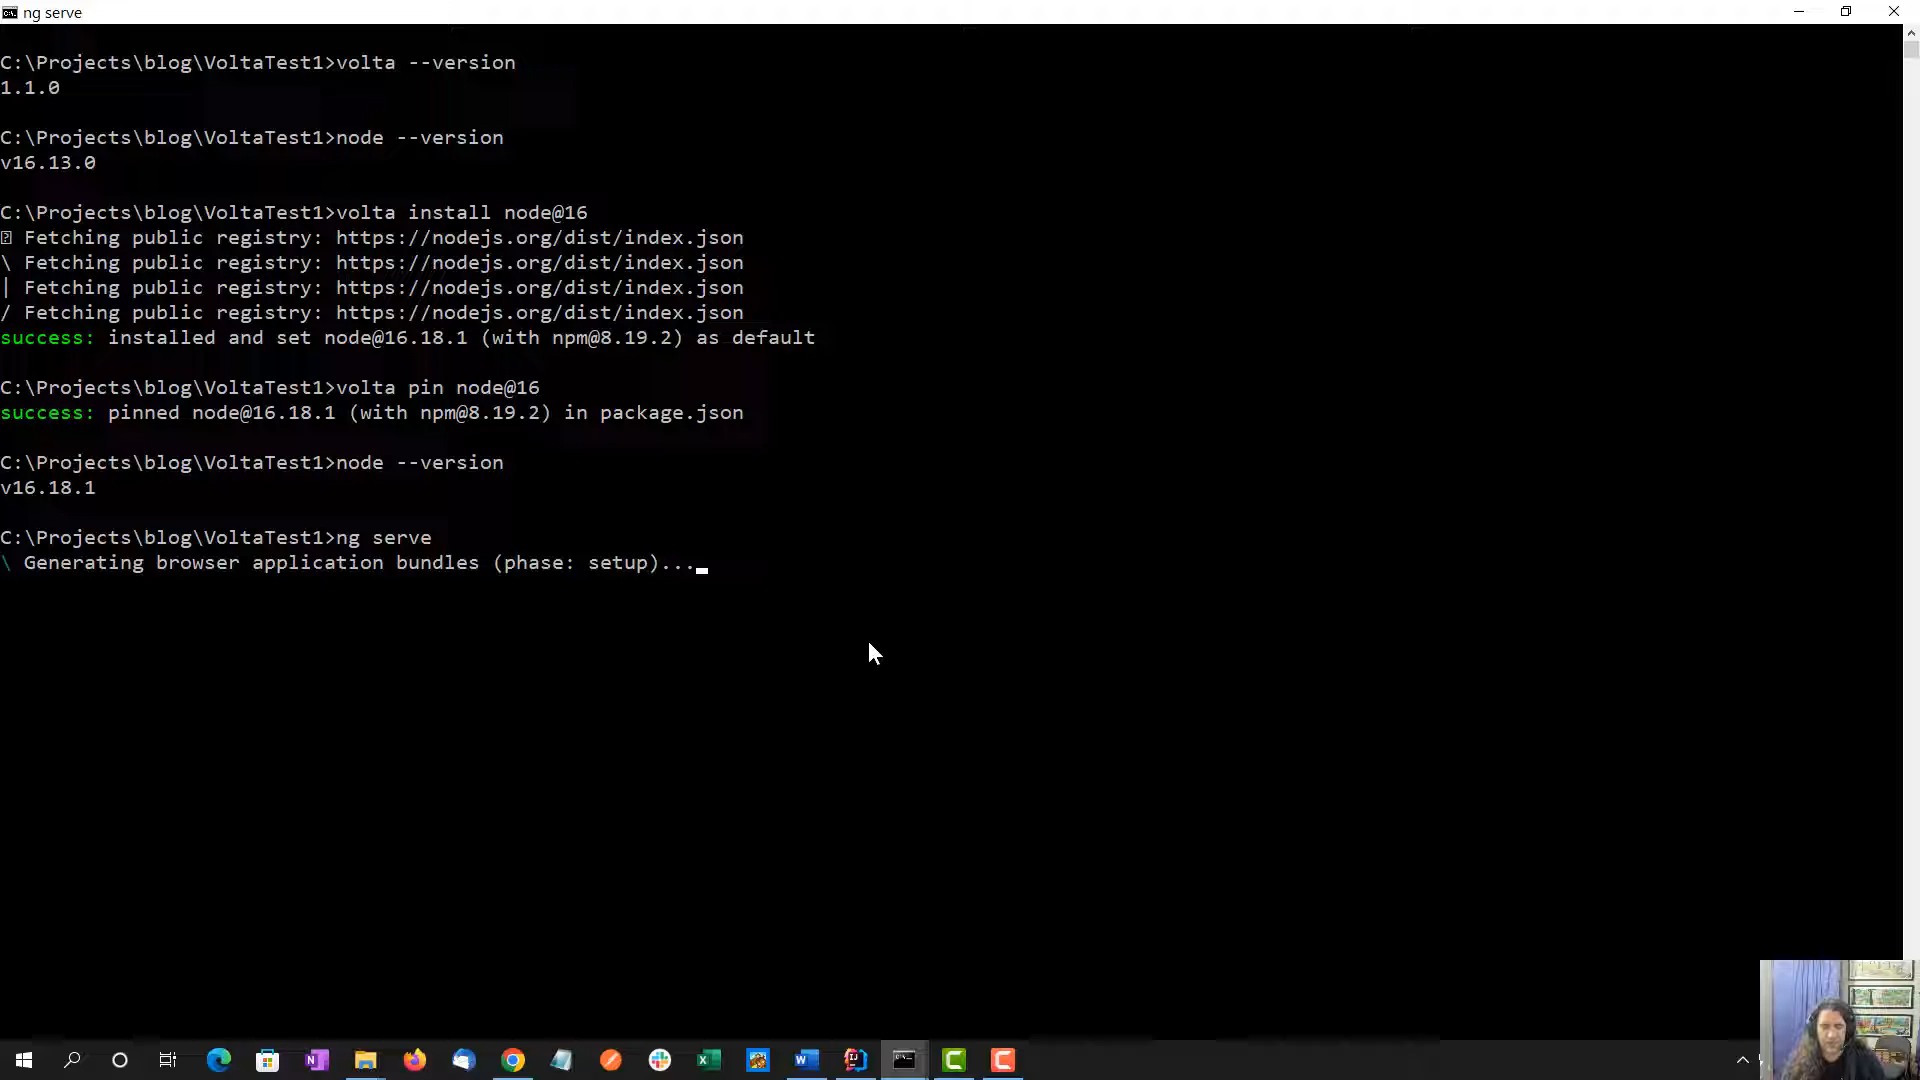 ng serve
C:\Projects\blog\VoltaTest1>volta --version
1.1.0
C:\Projects\blog\VoltaTest1>node --version
v16.13.0
C:\Projects\blog\VoltaTest1>volta install node@16
Fetching public registry: https://nodejs.org/dist/index.json
\ Fetching public registry: https://nodejs.org/dist/index.json
| Fetching public registry: https://nodejs.org/dist/index.json
/ Fetching public registry: https://nodejs.org/dist/index.json
success: installed and set node@16.18.1 (with npm@8.19.2) as default
C:\Projects\blog\VoltaTest1>volta pin node@16
success: pinned node@16.18.1 (with npm@8.19.2) in package.json
C:\Projects\blog\VoltaTest1>node --version
v16.18.1
C:\Projects\blog\VoltaTest1>ng serve
\ Generating browser application bundles (phase: setup)...